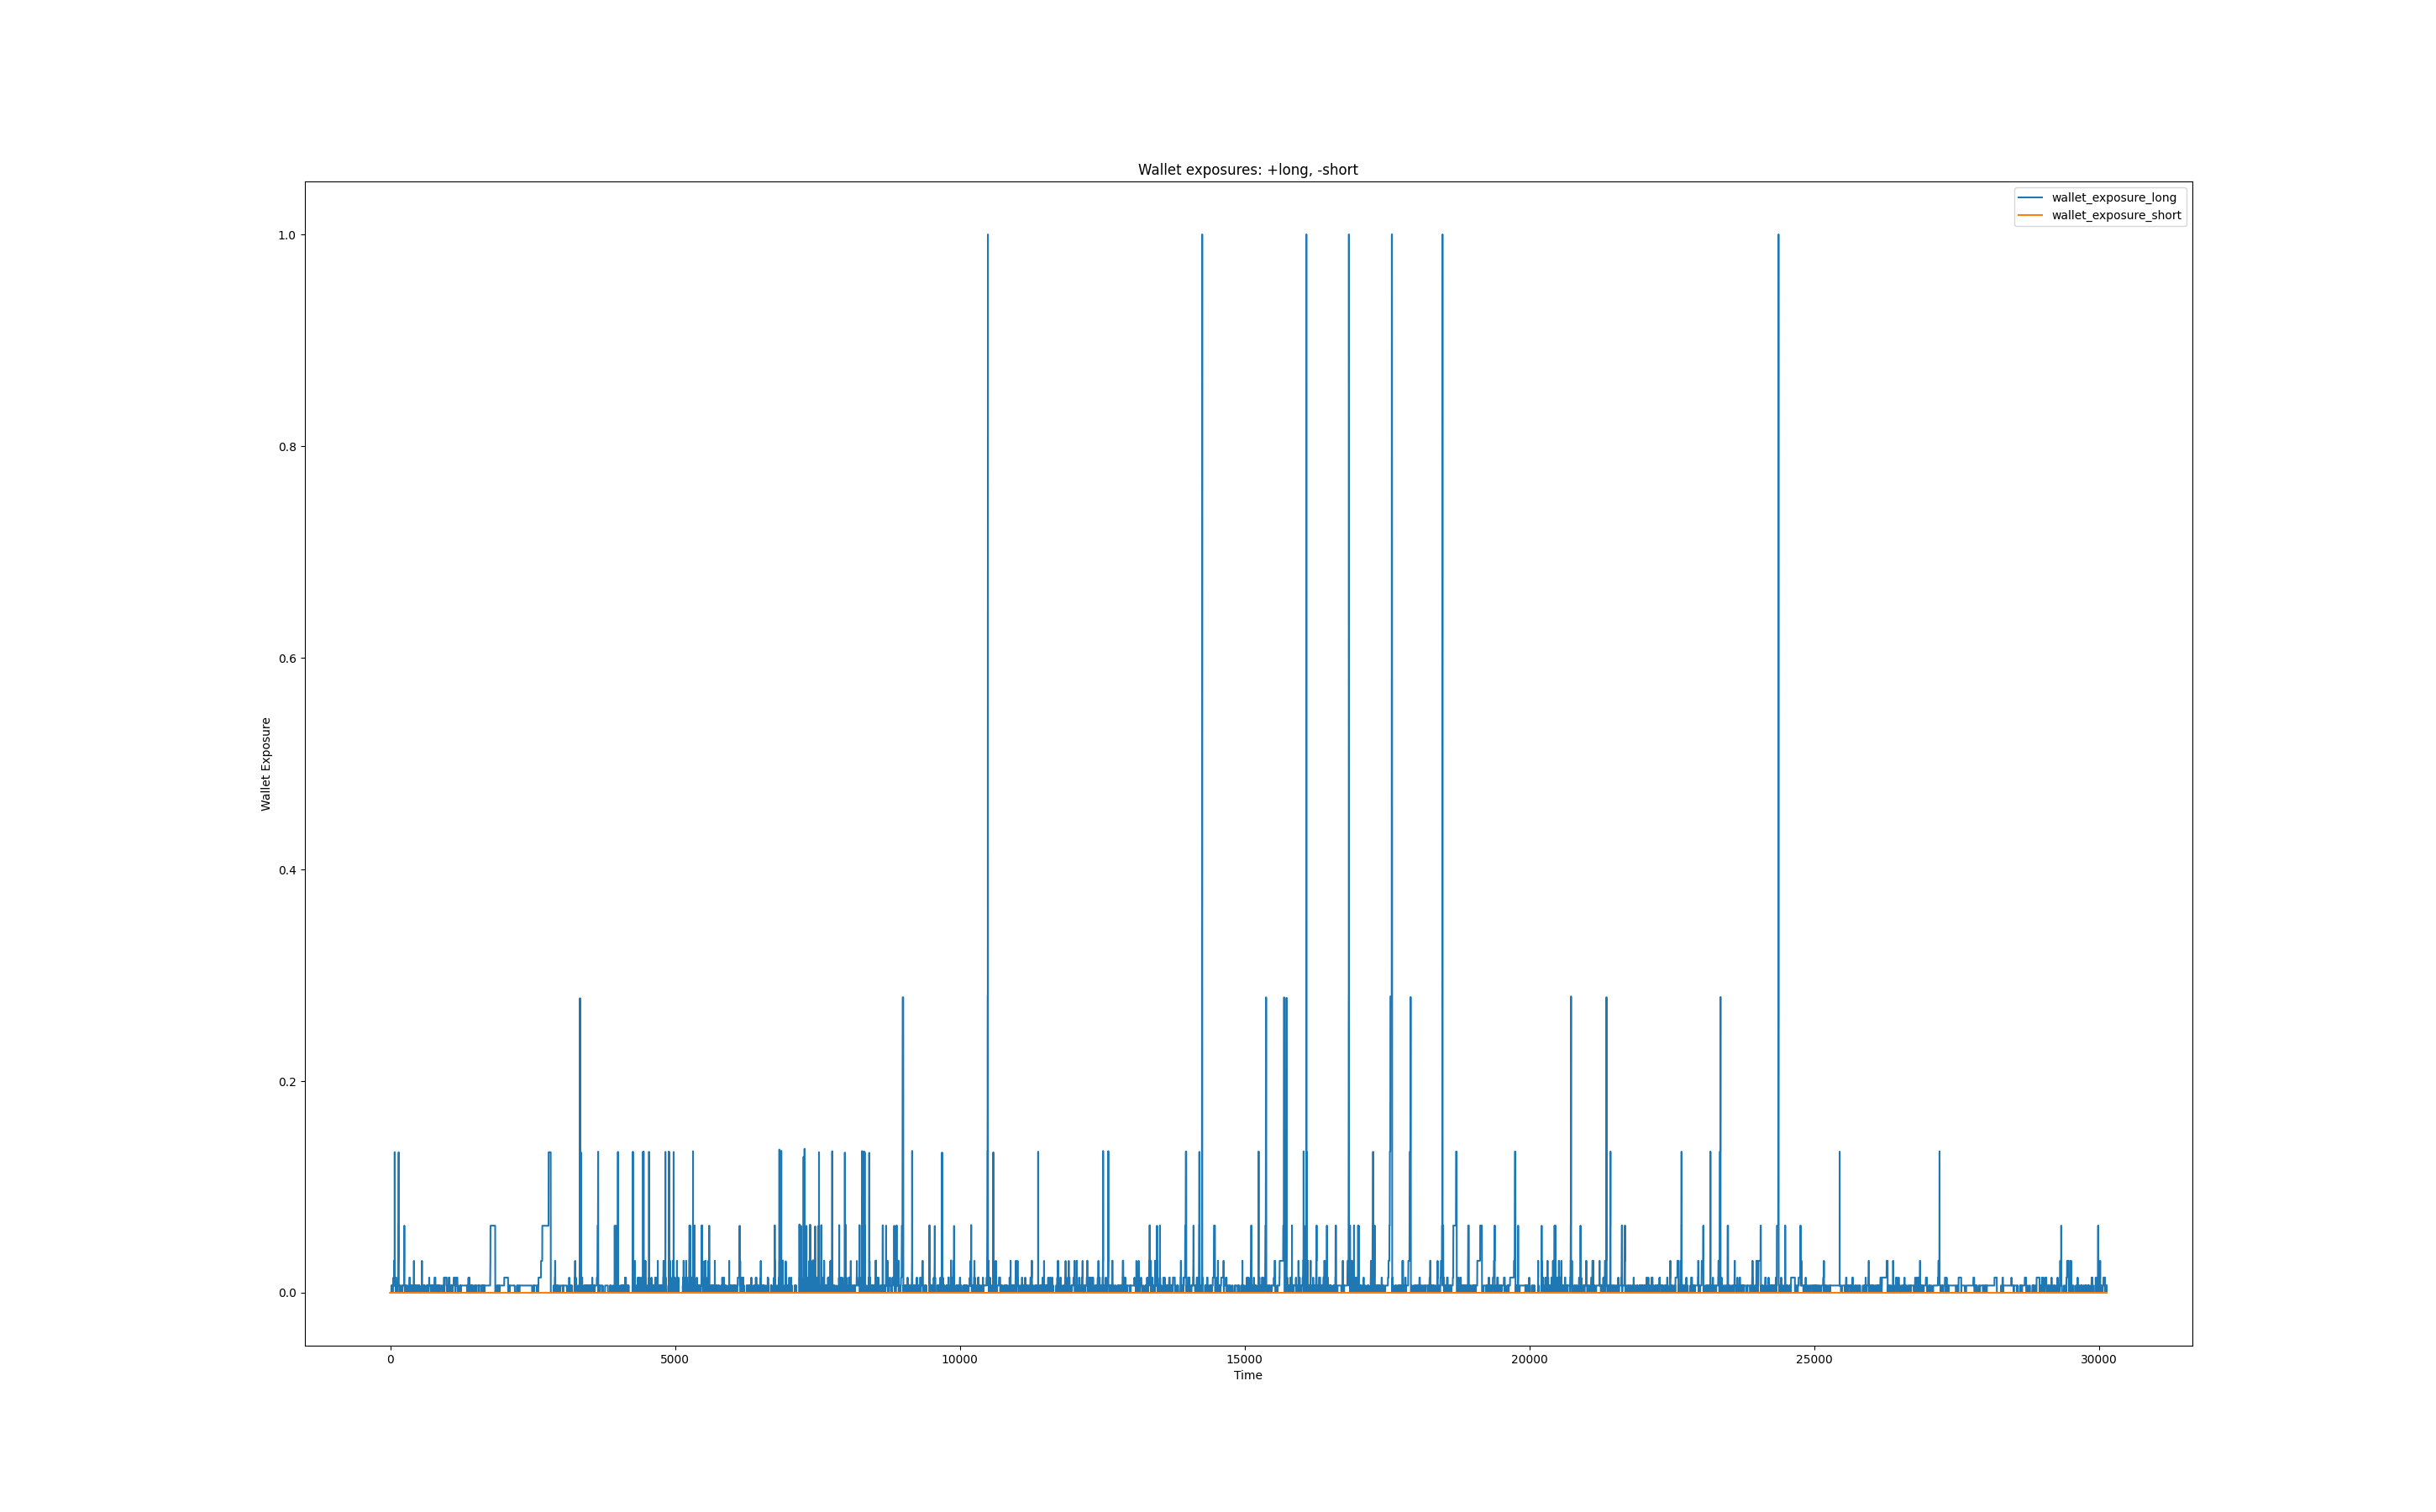 Wallet exposures: +long, -short
wallet_exposure_long
wallet_exposure_short
1.0
0.8
0.6
0.4
0.2
0.0
Wallet Exposure
0 5000 10000 15000 20000 25000 30000
Time